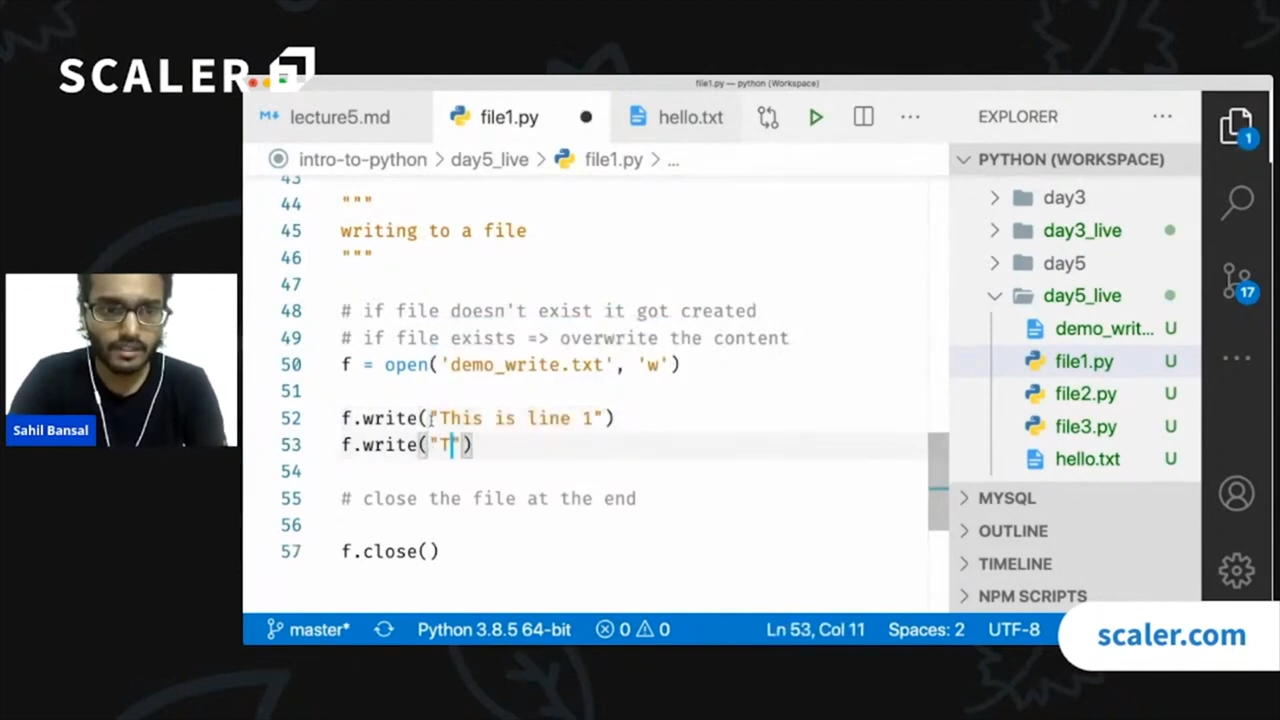 SCALER
file1.py — python (Workspace)
lecture5.md
file1.py
hello.txt
EXPLORER
intro-to-python > day5_live > file1.py > ...
PYTHON (WORKSPACE)
day3
day3_live
day5
day5_live
demo_writ... U
file1.py U
file2.py U
file3.py U
hello.txt U
MYSQL
OUTLINE
TIMELINE
NPM SCRIPTS
1
17
43
44 """
45 writing to a file
46 """
47
48 # if file doesn't exist it got created
49 # if file exists => overwrite the content
50 f = open('demo_write.txt', 'w')
51
52 f.write("This is line 1")
53 f.write("T")
54
55 # close the file at the end
56
57 f.close()
Sahil Bansal
master* Python 3.8.5 64-bit 0 0 Ln 53, Col 11 Spaces: 2 UTF-8
scaler.com